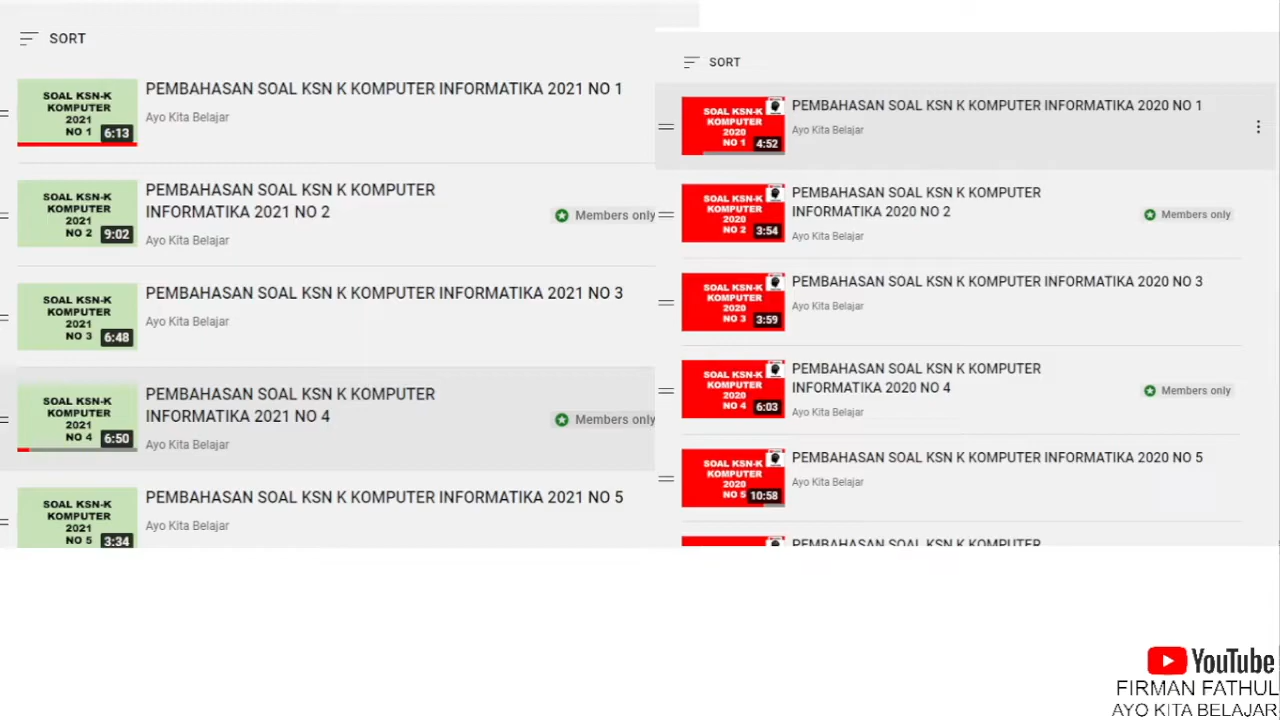 SORT
SOAL KSN-K
KOMPUTER
2021
NO 1
6:13
PEMBAHASAN SOAL KSN K KOMPUTER INFORMATIKA 2021 NO 1
Ayo Kita Belajar
SOAL KSN-K
KOMPUTER
2021
NO 2
9:02
PEMBAHASAN SOAL KSN K KOMPUTER
INFORMATIKA 2021 NO 2
Ayo Kita Belajar
Members only
SOAL KSN-K
KOMPUTER
2021
NO 3
6:48
PEMBAHASAN SOAL KSN K KOMPUTER INFORMATIKA 2021 NO 3
Ayo Kita Belajar
SOAL KSN-K
KOMPUTER
2021
NO 4
6:50
PEMBAHASAN SOAL KSN K KOMPUTER
INFORMATIKA 2021 NO 4
Ayo Kita Belajar
Members only
SOAL KSN-K
KOMPUTER
2021
NO 5
3:34
PEMBAHASAN SOAL KSN K KOMPUTER INFORMATIKA 2021 NO 5
Ayo Kita Belajar
SORT
SOAL KSN-K
KOMPUTER
2020
NO 1
4:52
PEMBAHASAN SOAL KSN K KOMPUTER INFORMATIKA 2020 NO 1
Ayo Kita Belajar
SOAL KSN-K
KOMPUTER
2020
NO 2
3:54
PEMBAHASAN SOAL KSN K KOMPUTER
INFORMATIKA 2020 NO 2
Ayo Kita Belajar
Members only
SOAL KSN-K
KOMPUTER
2020
NO 3
3:59
PEMBAHASAN SOAL KSN K KOMPUTER INFORMATIKA 2020 NO 3
Ayo Kita Belajar
SOAL KSN-K
KOMPUTER
2020
NO 4
6:03
PEMBAHASAN SOAL KSN K KOMPUTER
INFORMATIKA 2020 NO 4
Ayo Kita Belajar
Members only
SOAL KSN-K
KOMPUTER
2020
NO 5
10:58
PEMBAHASAN SOAL KSN K KOMPUTER INFORMATIKA 2020 NO 5
Ayo Kita Belajar
PEMBAHASAN SOAL KSN K KOMPUTER
YouTube
FIRMAN FATHUL
AYO KITA BELAJAR